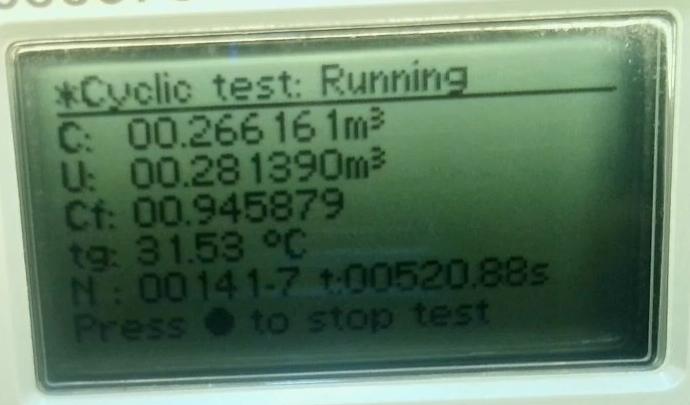 *Cyclic test: Running
C: 00.266161m³
U: 00.281390m³
Cf: 00.945879
tg: 31.53 °C
N : 00141-7 t:00520.88s
Press ● to stop test